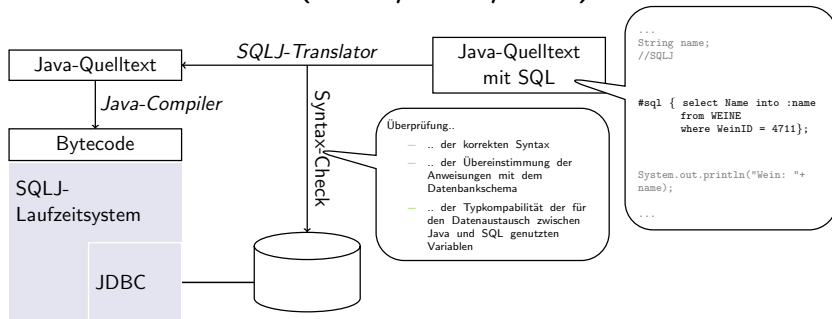 SQLJ-Translator
Java-Quelltext
mit SQL
Java-Quelltext
Java-Compiler
Bytecode
SQLJ-
Laufzeitsystem
JDBC
Syntax-Check
Überprüfung..
— .. der korrekten Syntax
— .. der Übereinstimmung der
Anweisungen mit dem
Datenbankschema
— .. der Typkompabilität der für
den Datenaustausch zwischen
Java und SQL genutzten
Variablen
...
String name;
//SQLJ
#sql { select Name into :name
from WEINE
where WeinID = 4711};
System.out.println("Wein: "+
name);
...